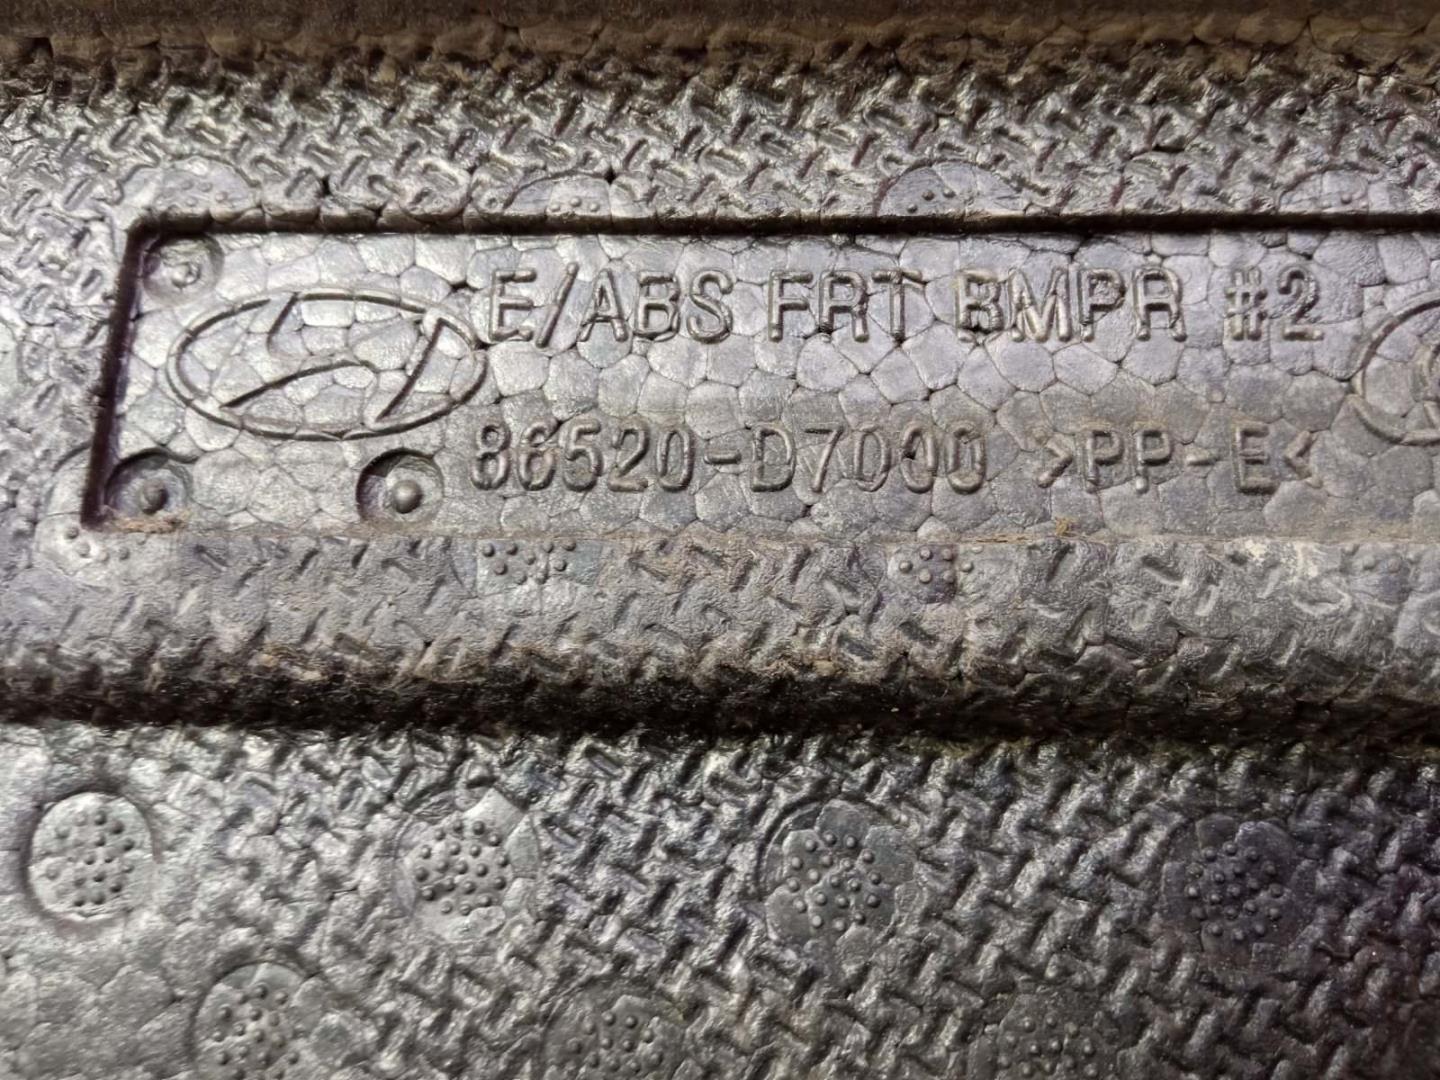 E/ABS FRT BMPR #2
86520-D7000 >PP-E<